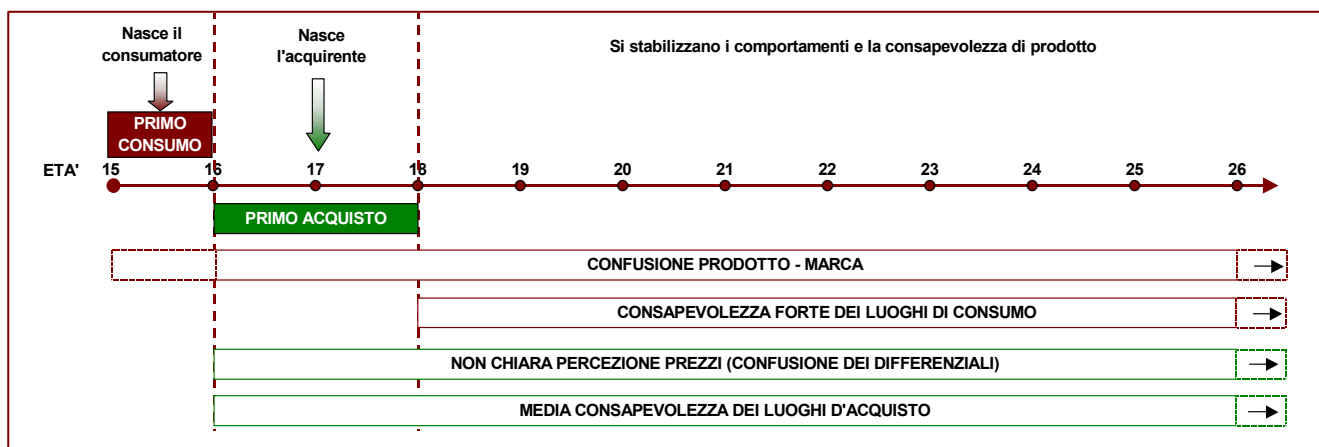 Nasce il
consumatore
Nasce
l'acquirente
Si stabilizzano i comportamenti e la consapevolezza di prodotto
PRIMO
CONSUMO
ETA' 15 16 17 18 19 20 21 22 23 24 25 26
PRIMO ACQUISTO
CONFUSIONE PRODOTTO - MARCA
CONSAPEVOLEZZA FORTE DEI LUOGHI DI CONSUMO
NON CHIARA PERCEZIONE PREZZI (CONFUSIONE DEI DIFFERENZIALI)
MEDIA CONSAPEVOLEZZA DEI LUOGHI D'ACQUISTO